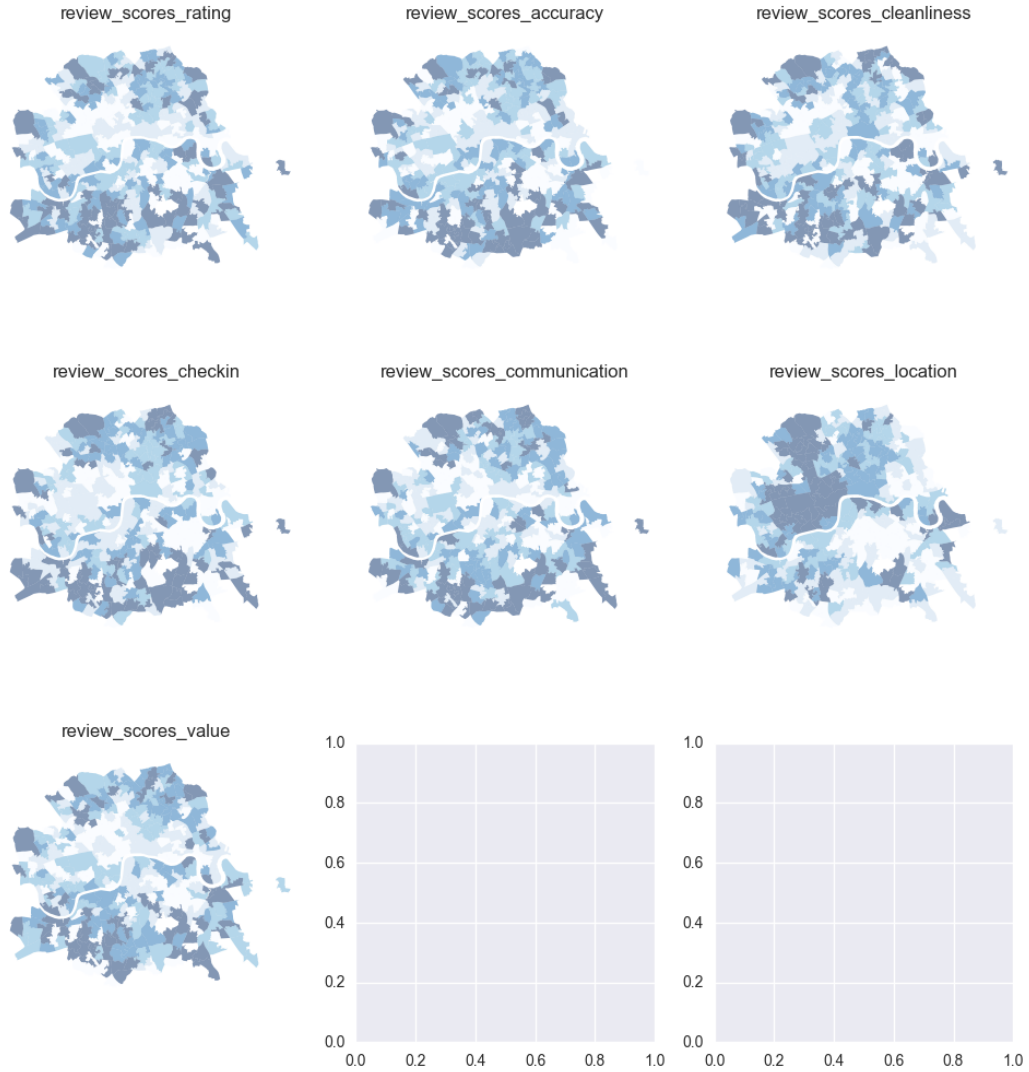 review_scores_rating
review_scores_accuracy
review_scores_cleanliness
review_scores_checkin
review_scores_communication
review_scores_location
review_scores_value
1.0
0.8
0.6
0.4
0.2
0.0
0.0 0.2 0.4 0.6 0.8 1.0
1.0
0.8
0.6
0.4
0.2
0.0
0.0 0.2 0.4 0.6 0.8 1.0